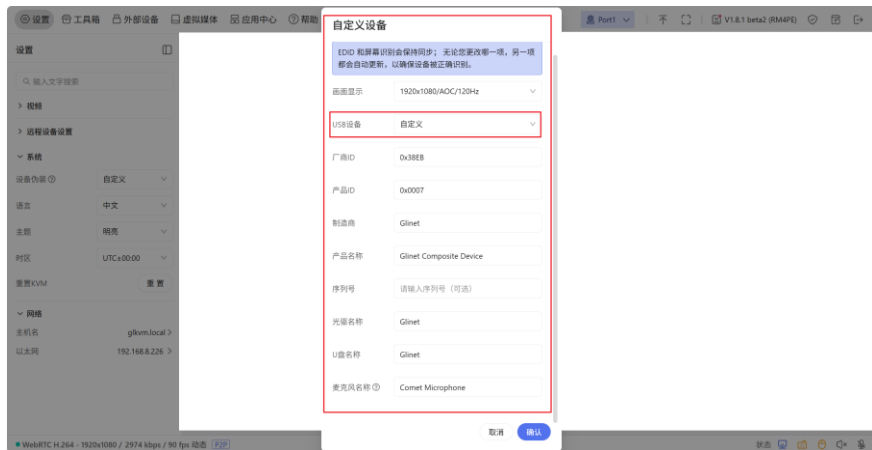 设置 工具箱 外部设备 虚拟媒体 应用中心 帮助 Port1 V1.8.1 beta2 (RM4PE)
设置
输入文字搜索
视频
远程设备设置
系统
设备伪装 自定义
语言 中文
主题 明亮
时区 UTC±00:00
重置KVM 重置
网络
主机名 glkvm.local
以太网 192.168.8.226
自定义设备
EDID 和屏幕识别会保持同步； 无论您更改哪一项，另一项
都会自动更新，以确保设备被正确识别。
画面显示 1920x1080/AOC/120Hz
USB设备 自定义
厂商ID 0x38EB
产品ID 0x0007
制造商 Glinet
产品名称 Glinet Composite Device
序列号 请输入序列号（可选）
光驱名称 Glinet
U盘名称 Glinet
麦克风名称 Comet Microphone
取消 确认
WebRTC H.264 - 1920x1080 / 2974 kbps / 90 fps 动态 P2P 状态